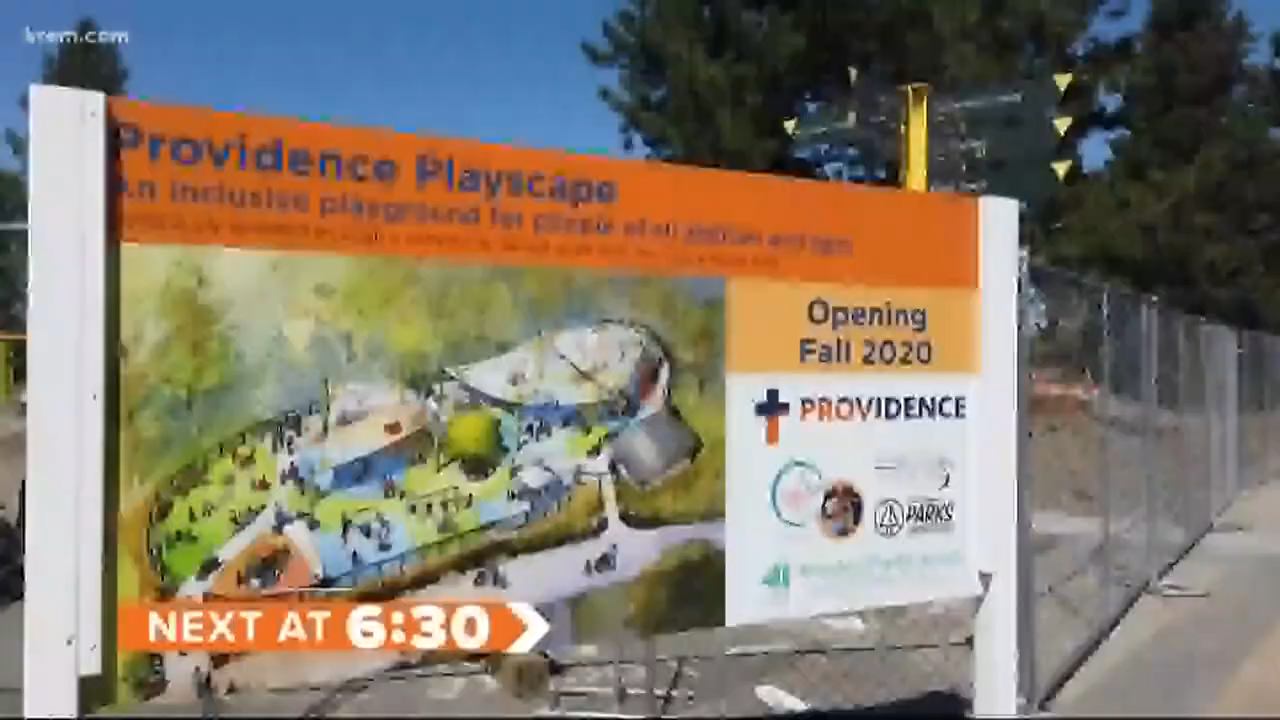 krem.com
Providence Playscape
An inclusive playground for people of all abilities and ages
Opening
Fall 2020
PROVIDENCE
PARKS
NEXT AT 6:30